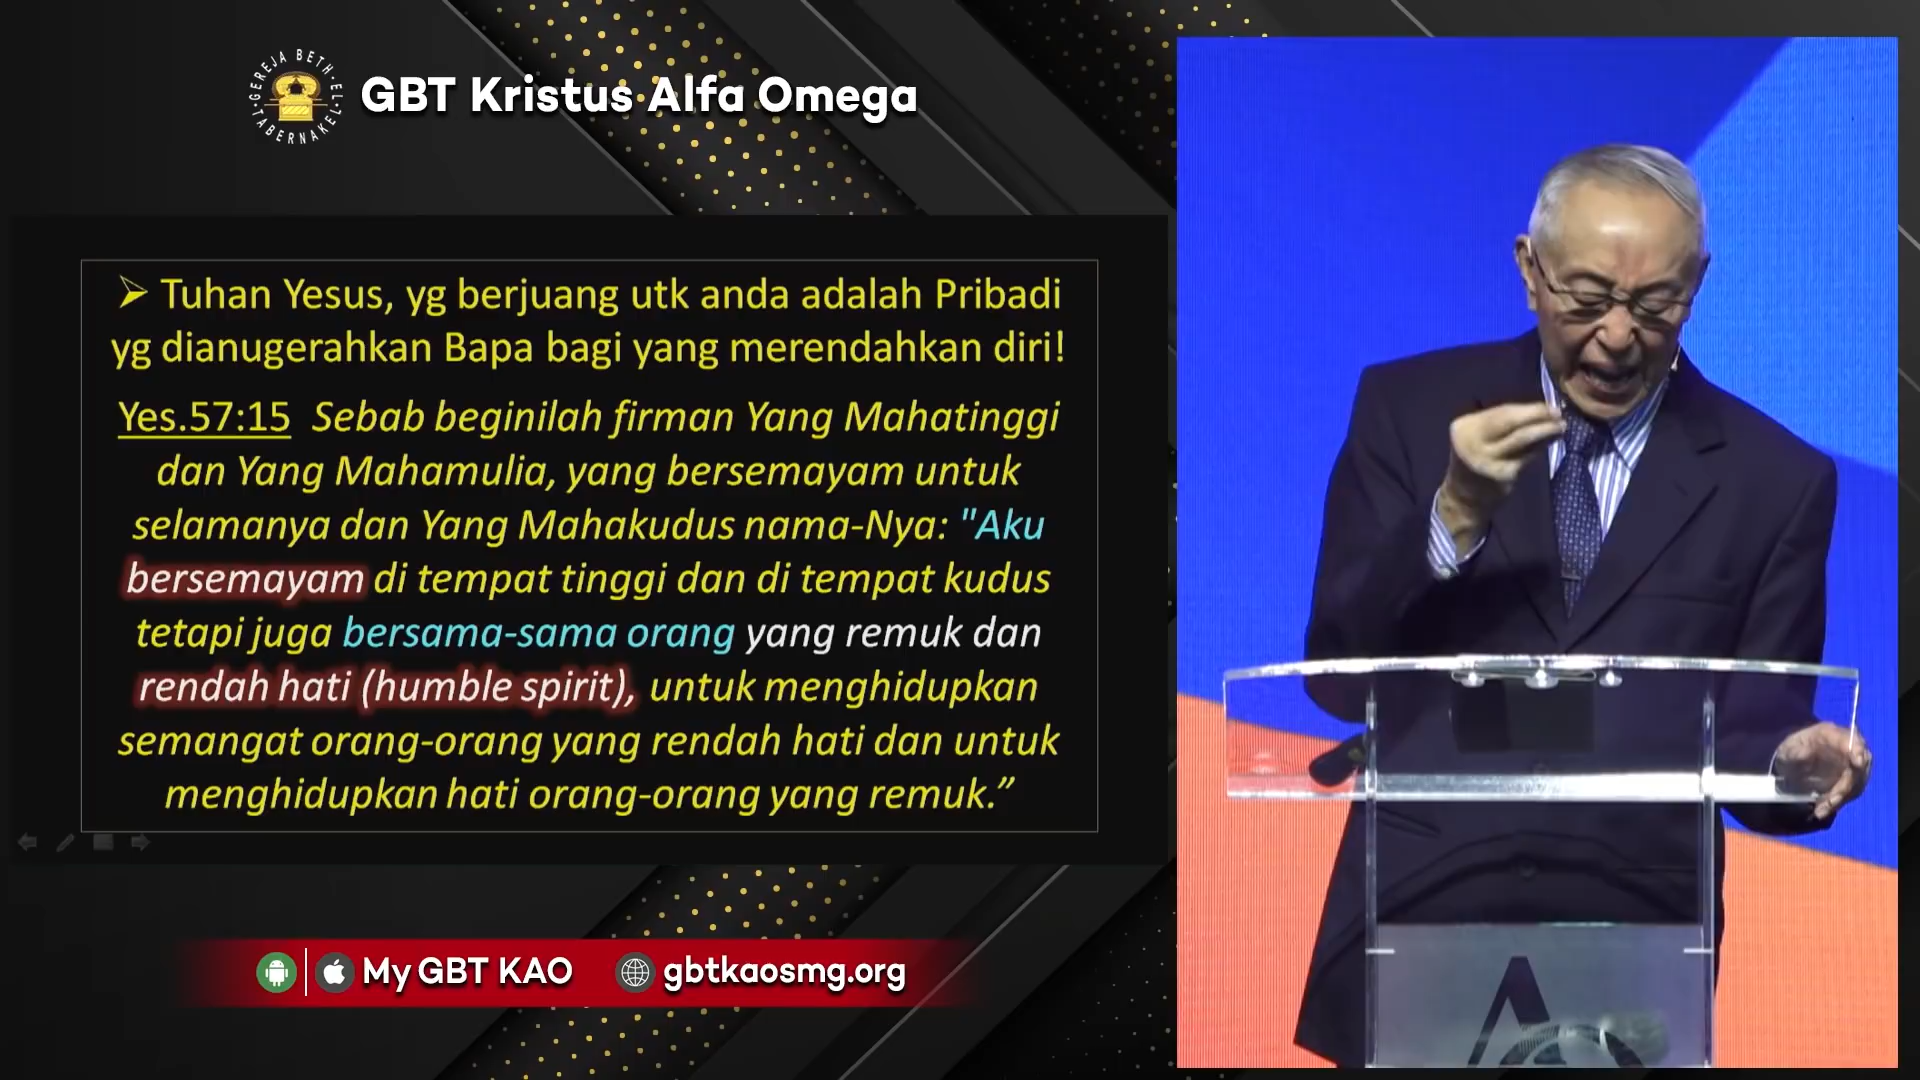 GEREJA BETH-EL TABERNAKEL
GBT Kristus Alfa Omega
➢ Tuhan Yesus, yg berjuang utk anda adalah Pribadi
yg dianugerahkan Bapa bagi yang merendahkan diri!
Yes.57:15 Sebab beginilah firman Yang Mahatinggi
dan Yang Mahamulia, yang bersemayam untuk
selamanya dan Yang Mahakudus nama-Nya: "Aku
bersemayam di tempat tinggi dan di tempat kudus
tetapi juga bersama-sama orang yang remuk dan
rendah hati (humble spirit), untuk menghidupkan
semangat orang-orang yang rendah hati dan untuk
menghidupkan hati orang-orang yang remuk.”
My GBT KAO
gbtkaosmg.org